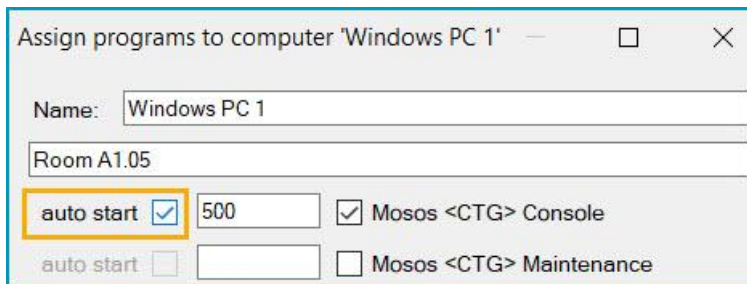 Assign programs to computer 'Windows PC 1'
Name: Windows PC 1
Room A1.05
auto start 500 Mosos <CTG> Console
auto start Mosos <CTG> Maintenance